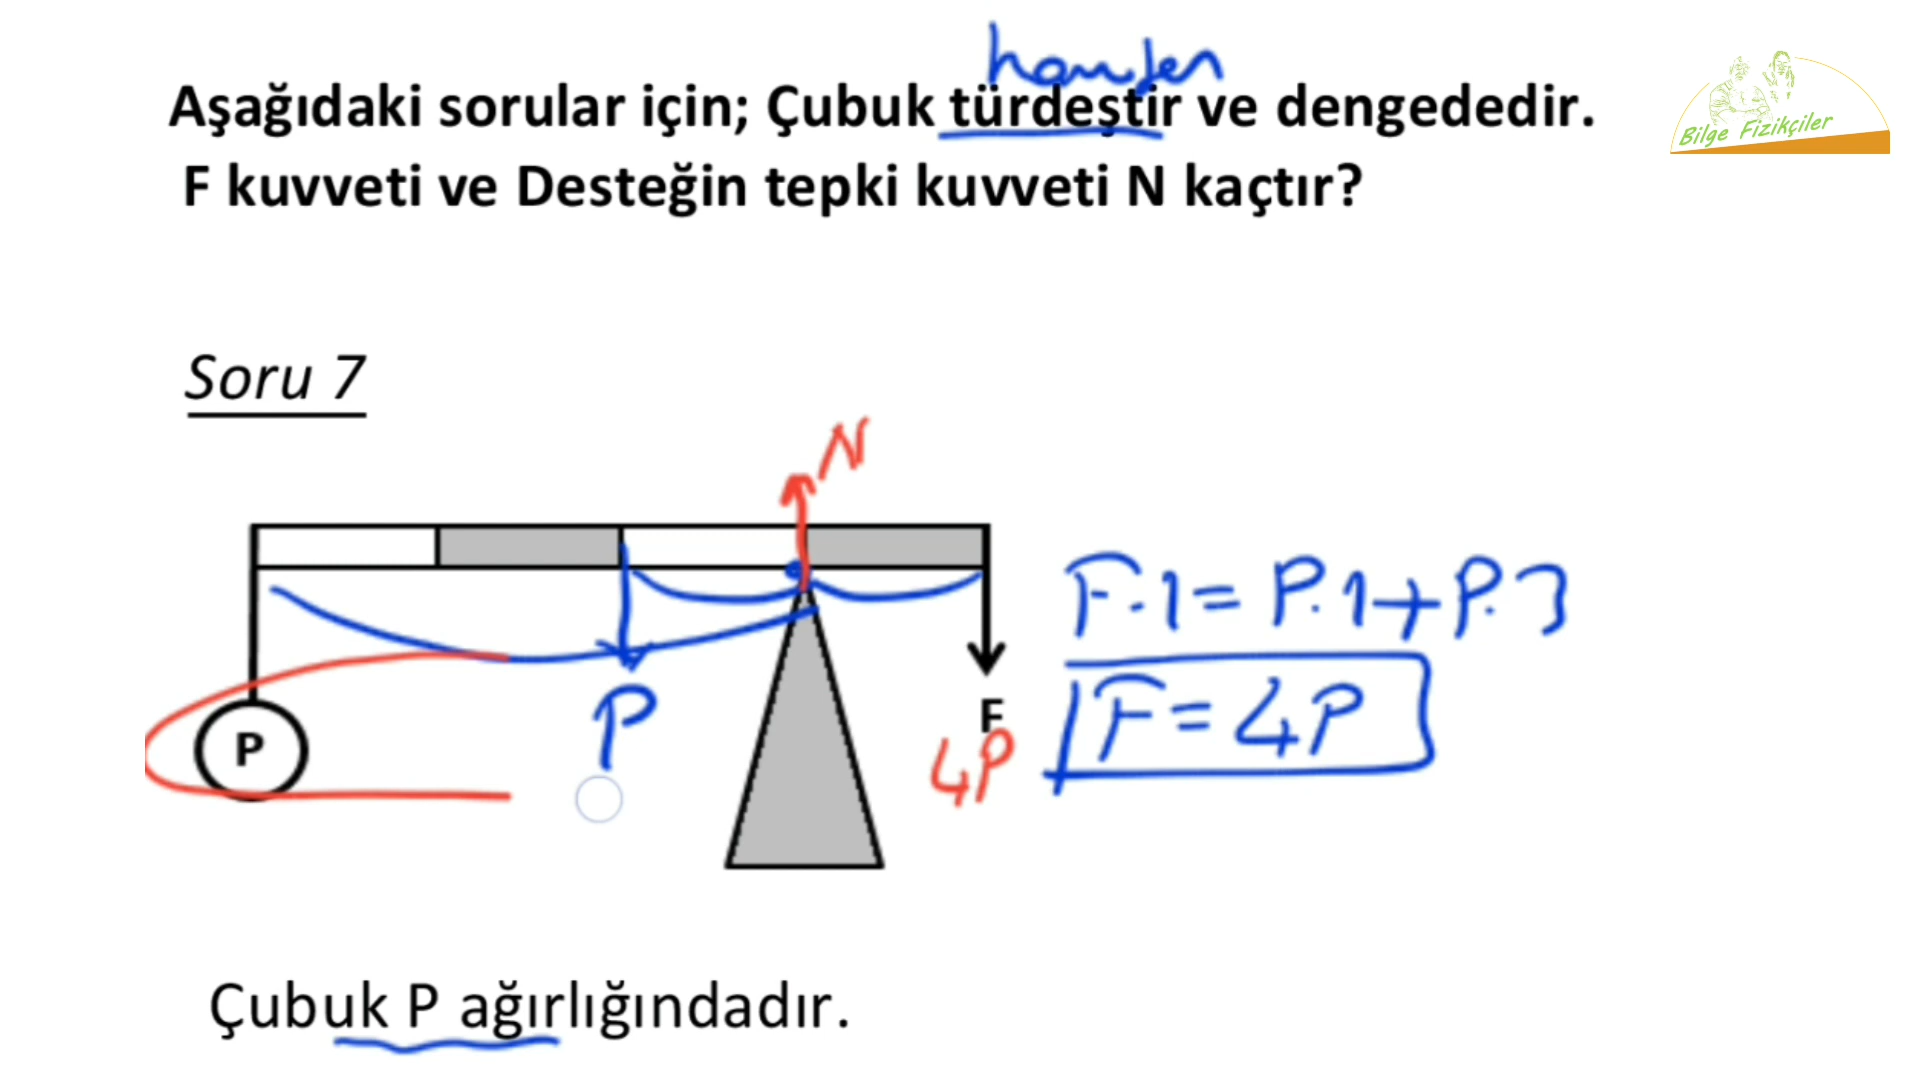 homojen
Aşağıdaki sorular için; Çubuk türdeştir ve dengededir.
F kuvveti ve Desteğin tepki kuvveti N kaçtır?
Bilge Fizikçiler
Soru 7
N
F.1=P.1+P.3
F=4P
P
P
F
4P
Çubuk P ağırlığındadır.